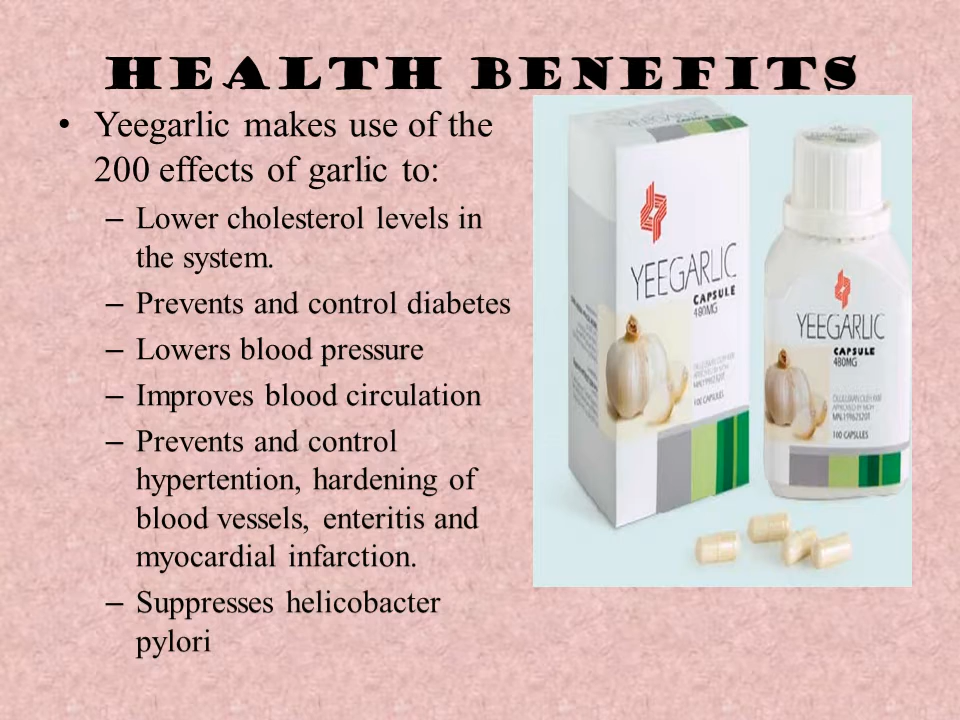 HEALTH BENEFITS
• Yeegarlic makes use of the
200 effects of garlic to:
– Lower cholesterol levels in
the system.
– Prevents and control diabetes
– Lowers blood pressure
– Improves blood circulation
– Prevents and control
hypertention, hardening of
blood vessels, enteritis and
myocardial infarction.
– Suppresses helicobacter
pylori
YEEGARLIC
CAPSULE
480MG
100 CAPSULES
YEEGARLIC
CAPSULE
480MG
100 CAPSULES